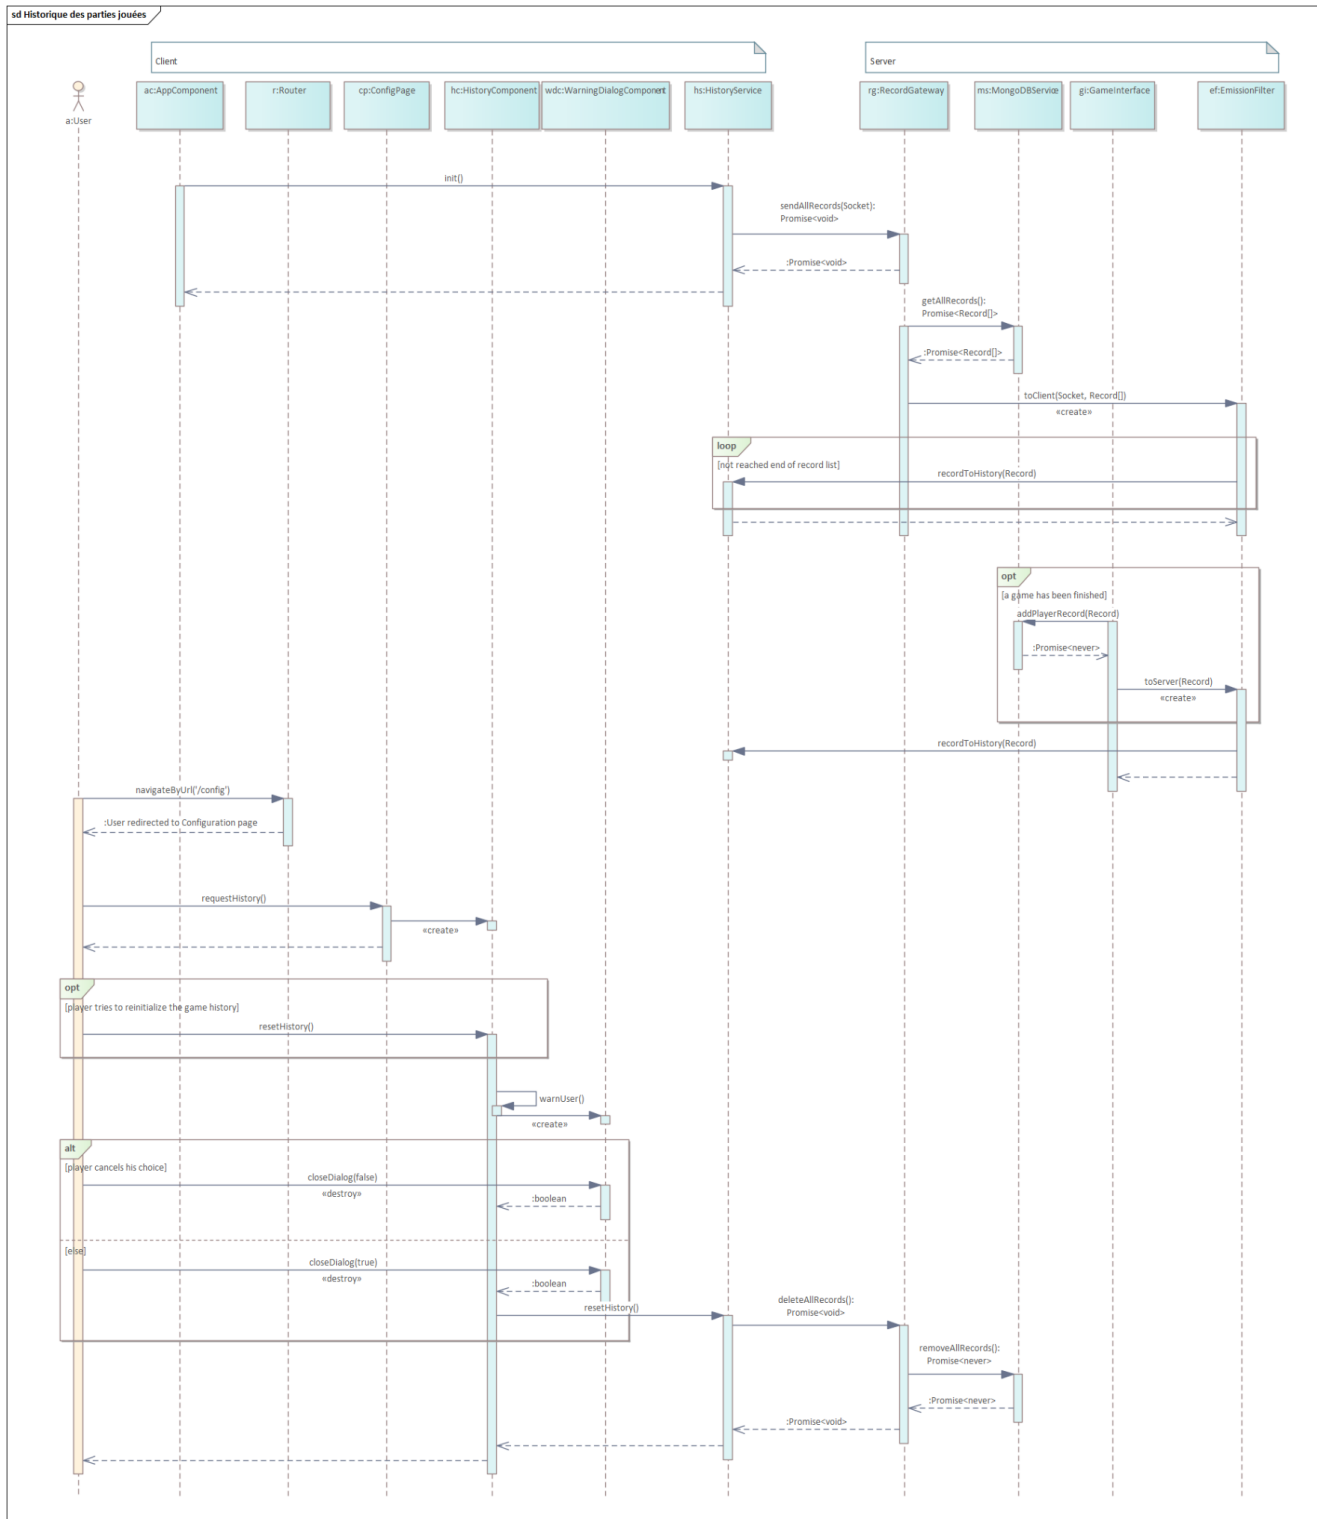 sd Historique des parties jouées
Client
Server
a:User
ac:AppComponent
r:Router
cp:ConfigPage
hc:HistoryComponent
wdc:WarningDialogComponent
hs:HistoryService
rg:RecordGateway
ms:MongoDBService
gi:GameInterface
ef:EmissionFilter
init()
sendAllRecords(Socket):
Promise<void>
:Promise<void>
getAllRecords():
Promise<Record[]>
:Promise<Record[]>
toClient(Socket, Record[])
«create»
loop
[not reached end of record list]
recordToHistory(Record)
opt
[a game has been finished]
addPlayerRecord(Record)
:Promise<never>
toServer(Record)
«create»
recordToHistory(Record)
navigateByUrl('/config')
:User redirected to Configuration page
requestHistory()
«create»
opt
[player tries to reinitialize the game history]
resetHistory()
warnUser()
«create»
alt
[player cancels his choice]
closeDialog(false)
«destroy»
:boolean
[else]
closeDialog(true)
«destroy»
:boolean
resetHistory()
deleteAllRecords():
Promise<void>
removeAllRecords():
Promise<never>
:Promise<never>
:Promise<void>